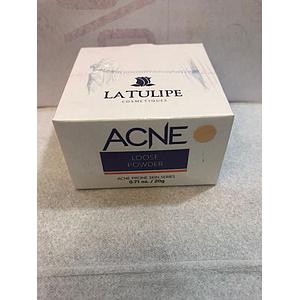 LA TULIPE
COSMETIQUES
ACNE
LOOSE
POWDER
ACNE PRONE SKIN SERIES
0.71 oz. / 20g